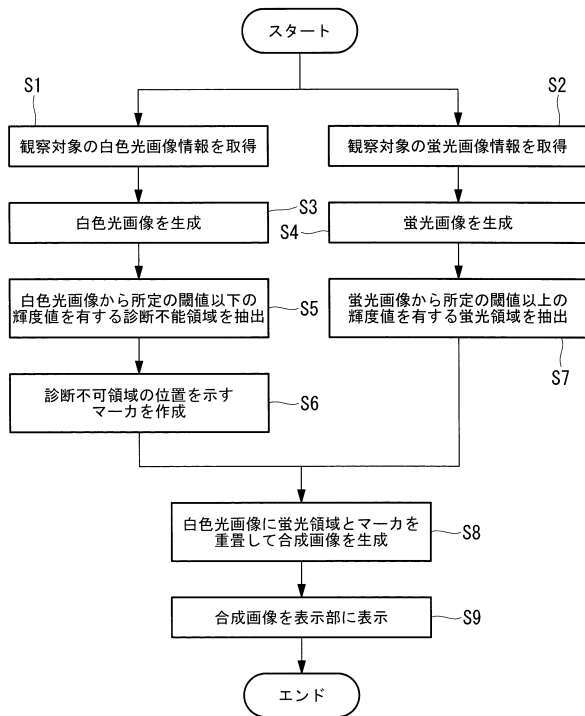 スタート
S1
S2
観察対象の白色光画像情報を取得
観察対象の蛍光画像情報を取得
S3
白色光画像を生成
S4
蛍光画像を生成
白色光画像から所定の閾値以下の
輝度値を有する診断不能領域を抽出
S5
蛍光画像から所定の閾値以上の
輝度値を有する蛍光領域を抽出
S7
診断不可領域の位置を示す
マーカを作成
S6
白色光画像に蛍光領域とマーカを
重畳して合成画像を生成
S8
合成画像を表示部に表示
S9
エンド